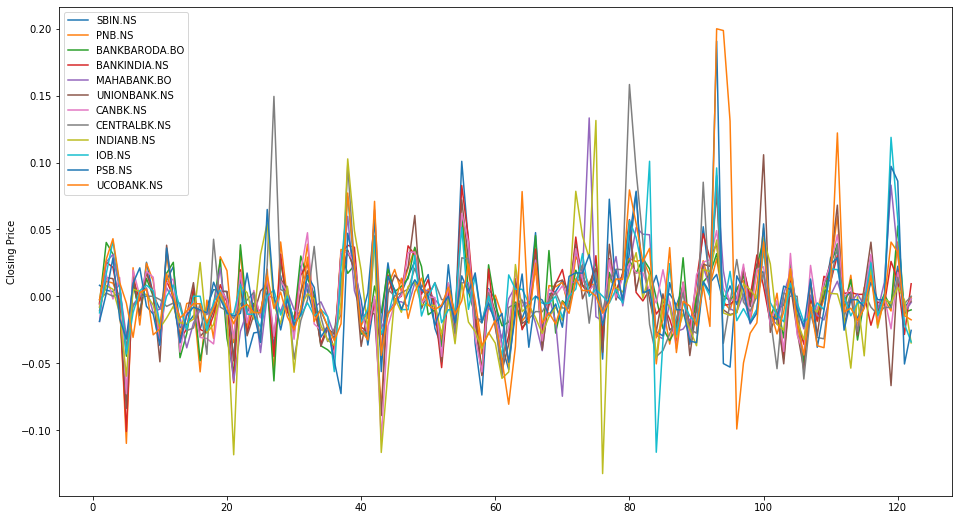 SBIN.NS
PNB.NS
BANKBARODA.BO
BANKINDIA.NS
MAHABANK.BO
UNIONBANK.NS
CANBK.NS
CENTRALBK.NS
INDIANB.NS
IOB.NS
PSB.NS
UCOBANK.NS
Closing Price
0.20
0.15
0.10
0.05
0.00
−0.05
−0.10
0 20 40 60 80 100 120